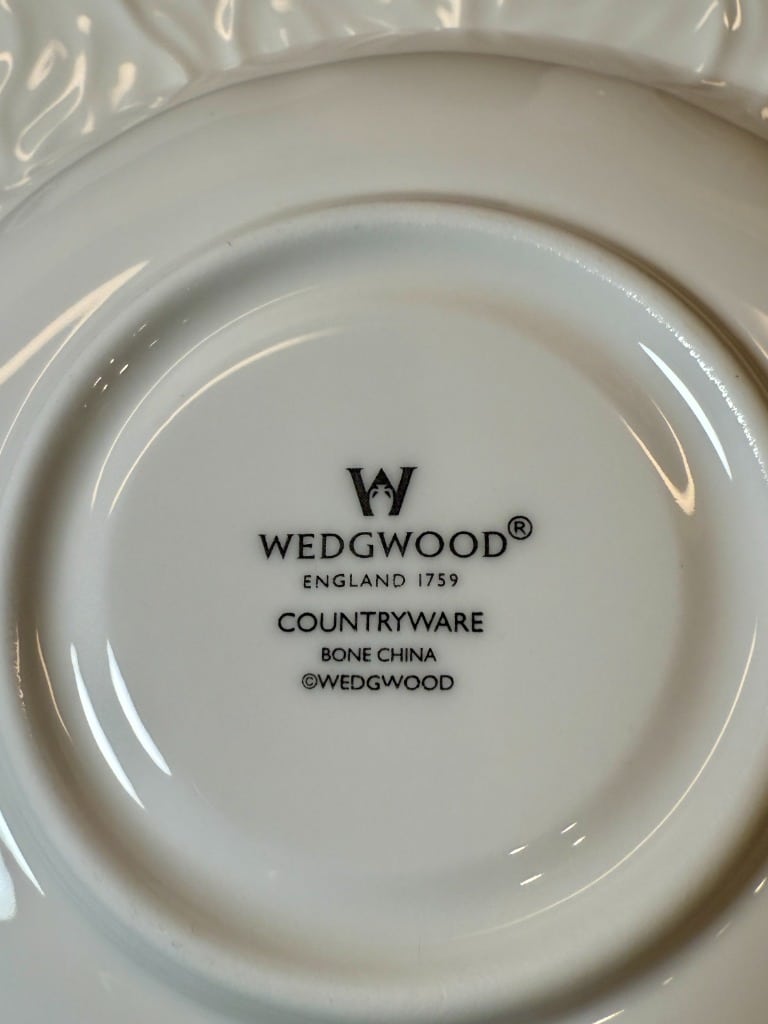 W
WEDGWOOD®
ENGLAND 1759
COUNTRYWARE
BONE CHINA
©WEDGWOOD